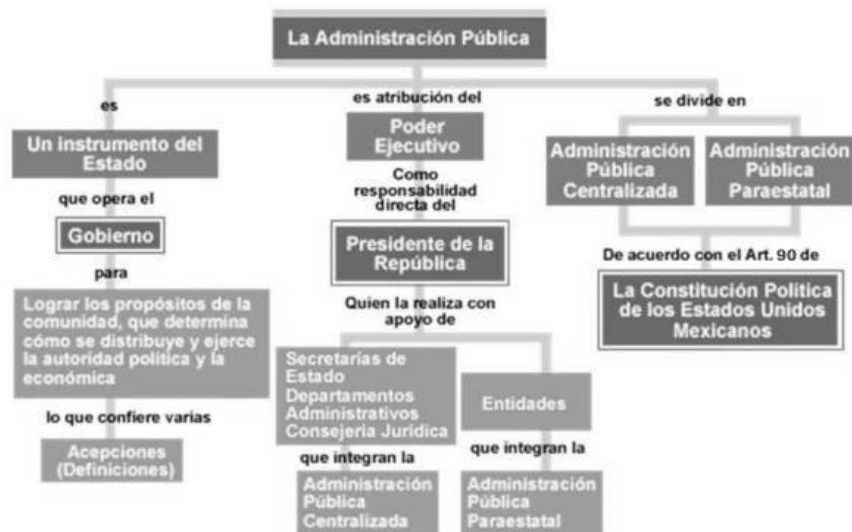 La Administración Pública
es
Un instrumento del
Estado
que opera el
Gobierno
para
Lograr los propósitos de la
comunidad, que determina
cómo se distribuye y ejerce
la autoridad política y la
económica
lo que confiere varias
Acepciones
(Definiciones)
es atribución del
Poder
Ejecutivo
Como
responsabilidad
directa del
Presidente de la
República
Quien la realiza con
apoyo de
Secretarías de
Estado
Departamentos
Administrativos
Consejería Jurídica
que integran la
Administración
Pública
Centralizada
Entidades
que integran la
Administración
Pública
Paraestatal
se divide en
Administración
Pública
Centralizada
Administración
Pública
Paraestatal
De acuerdo con el Art. 90 de
La Constitución Política
de los Estados Unidos
Mexicanos